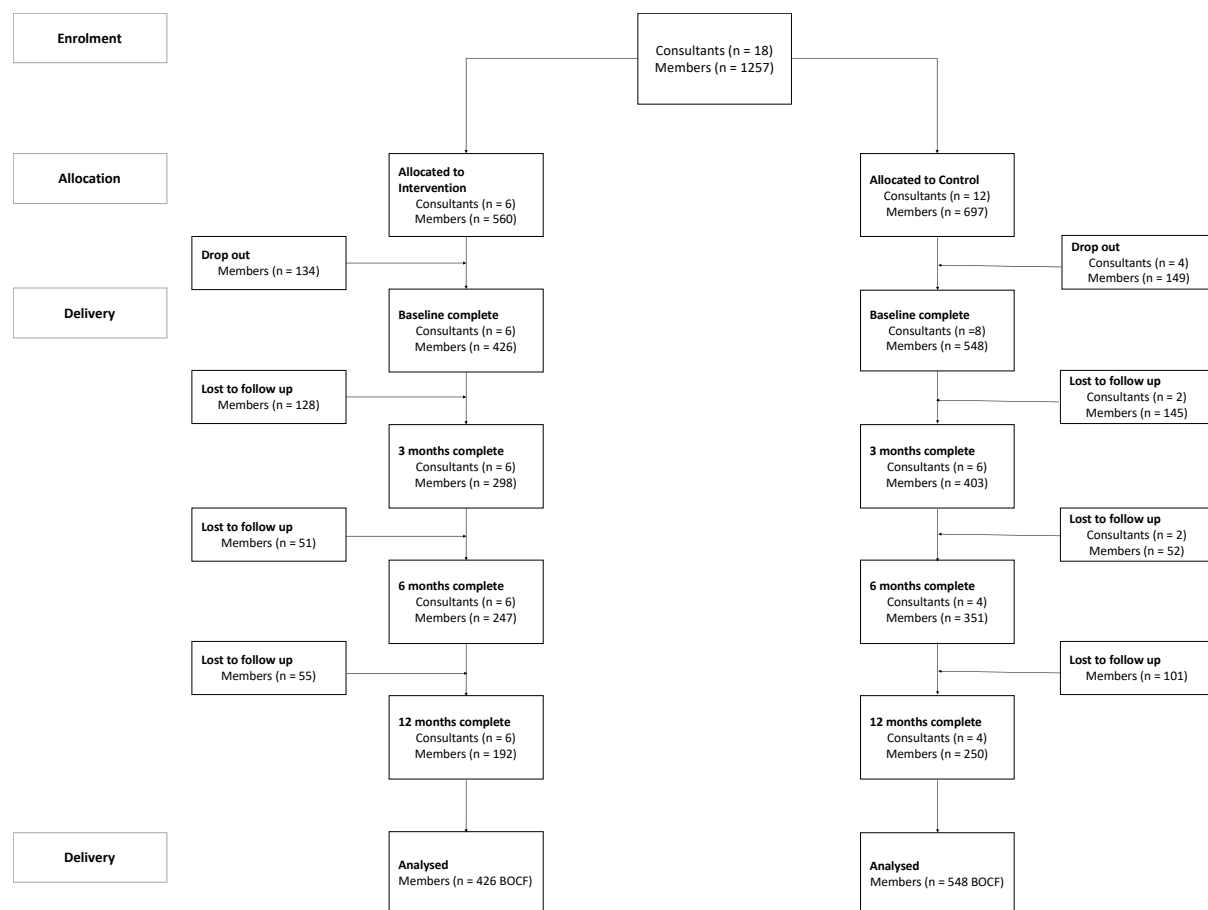 Enrolment
Consultants (n = 18)
Members (n = 1257)
Allocation
Allocated to
Intervention
Consultants (n = 6)
Members (n = 560)
Allocated to Control
Consultants (n = 12)
Members (n = 697)
Drop out
Members (n = 134)
Drop out
Consultants (n = 4)
Members (n = 149)
Delivery
Baseline complete
Consultants (n = 6)
Members (n = 426)
Baseline complete
Consultants (n =8)
Members (n = 548)
Lost to follow up
Members (n = 128)
Lost to follow up
Consultants (n = 2)
Members (n = 145)
3 months complete
Consultants (n = 6)
Members (n = 298)
3 months complete
Consultants (n = 6)
Members (n = 403)
Lost to follow up
Members (n = 51)
Lost to follow up
Consultants (n = 2)
Members (n = 52)
6 months complete
Consultants (n = 6)
Members (n = 247)
6 months complete
Consultants (n = 4)
Members (n = 351)
Lost to follow up
Members (n = 55)
Lost to follow up
Members (n = 101)
12 months complete
Consultants (n = 6)
Members (n = 192)
12 months complete
Consultants (n = 4)
Members (n = 250)
Delivery
Analysed
Members (n = 426 BOCF)
Analysed
Members (n = 548 BOCF)